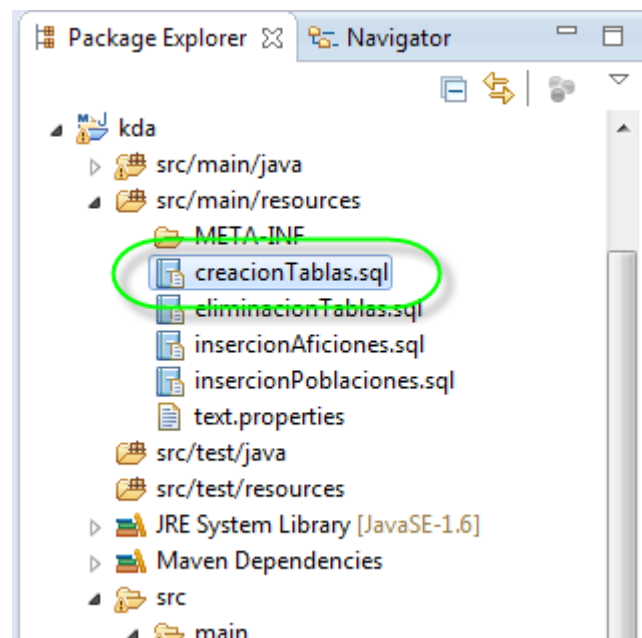 Package Explorer Navigator
M J
kda
src/main/java
src/main/resources
META-INF
creacionTablas.sql
eliminacionTablas.sql
insercionAficiones.sql
insercionPoblaciones.sql
text.properties
src/test/java
src/test/resources
JRE System Library [JavaSE-1.6]
Maven Dependencies
src
main